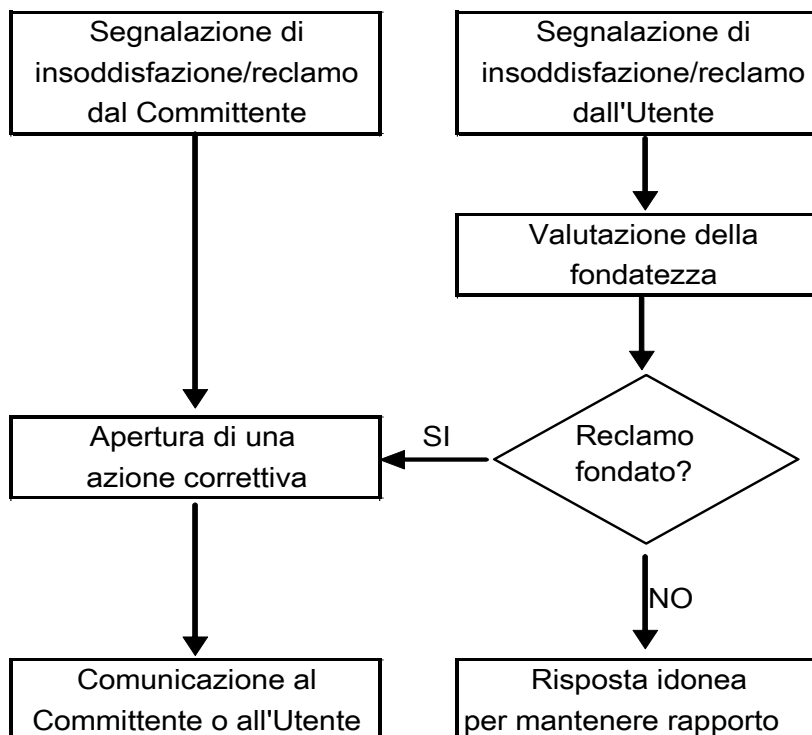 Segnalazione di
insoddisfazione/reclamo
dal Committente
Segnalazione di
insoddisfazione/reclamo
dall'Utente
Valutazione della
fondatezza
Apertura di una
azione correttiva
SI
Reclamo
fondato?
NO
Comunicazione al
Committente o all'Utente
Risposta idonea
per mantenere rapporto